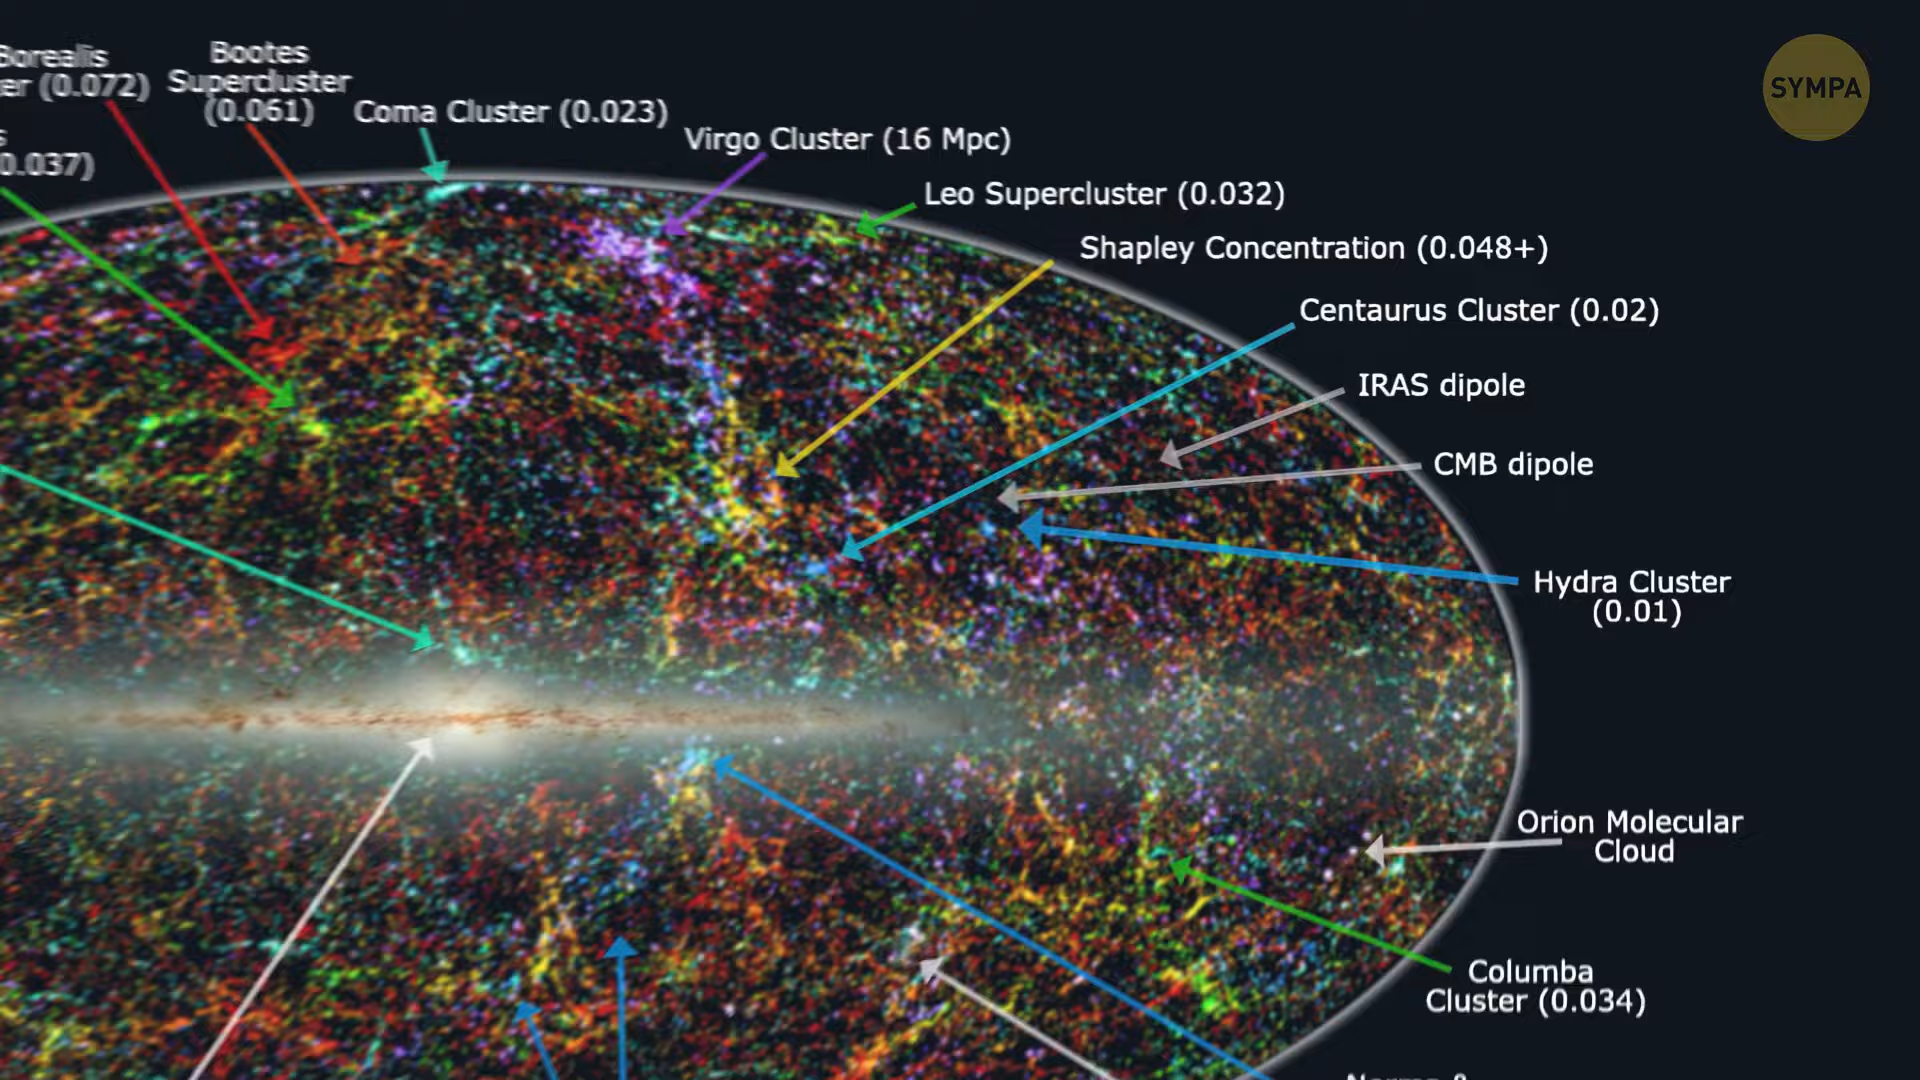 Borealis
(0.072)
Bootes
Supercluster
(0.061)
0.037)
Coma Cluster (0.023)
Virgo Cluster (16 Mpc)
Leo Supercluster (0.032)
Shapley Concentration (0.048+)
Centaurus Cluster (0.02)
IRAS dipole
CMB dipole
Hydra Cluster
(0.01)
Orion Molecular
Cloud
Columba
Cluster (0.034)
SYMPA